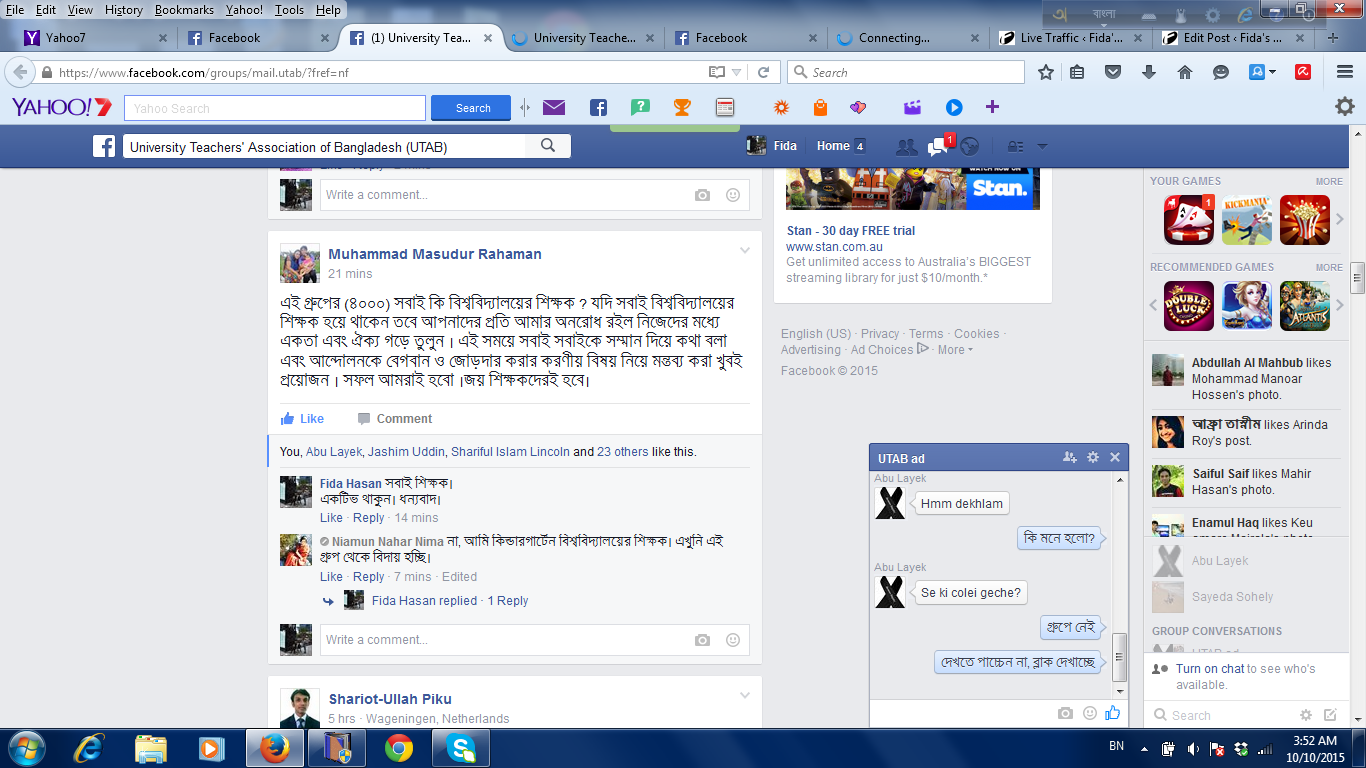 File Edit View History Bookmarks Yahoo! Tools Help
বাংলা
Yahoo7
Facebook
(1) University Tea...
University Teache...
Facebook
Connecting...
Live Traffic ‹ Fida'...
Edit Post ‹ Fida's ...
https://www.facebook.com/groups/mail.utab/?fref=nf
Search
YAHOO!7
Yahoo Search
Search
University Teachers' Association of Bangladesh (UTAB)
Fida
Home 4
1
Write a comment...
Muhammad Masudur Rahaman
21 mins
এই গ্রুপের (৪০০০) সবাই কি বিশ্ববিদ্যালয়ের শিক্ষক ? যদি সবাই বিশ্ববিদ্যালয়ের
শিক্ষক হয়ে থাকেন তবে আপনাদের প্রতি আমার অনরোধ রইল নিজেদের মধ্যে
একতা এবং ঐক্য গড়ে তুলুন । এই সময়ে সবাই সবাইকে সম্মান দিয়ে কথা বলা
এবং আন্দোলনকে বেগবান ও জোড়দার করার করণীয় বিষয় নিয়ে মন্তব্য করা খুবই
প্রয়োজন । সফল আমরাই হবো ।জয় শিক্ষকদেরই হবে।
Like Comment
You, Abu Layek, Jashim Uddin, Shariful Islam Lincoln and 23 others like this.
Fida Hasan সবাই শিক্ষক।
একটিভ থাকুন। ধন্যবাদ।
Like · Reply · 14 mins
Niamun Nahar Nima না, আমি কিন্ডারগার্টেন বিশ্ববিদ্যালয়ের শিক্ষক। এখুনি এই
গ্রুপ থেকে বিদায় হচ্ছি।
Like · Reply · 7 mins · Edited
Fida Hasan replied · 1 Reply
Write a comment...
Shariot-Ullah Piku
5 hrs · Wageningen, Netherlands
WATCH NOW ON
Stan.
Stan - 30 day FREE trial
www.stan.com.au
Get unlimited access to Australia's BIGGEST
streaming library for just $10/month.*
English (US) · Privacy · Terms · Cookies ·
Advertising · Ad Choices · More
Facebook © 2015
UTAB ad
Abu Layek
Hmm dekhlam
কি মনে হলো?
Abu Layek
Se ki colei geche?
গ্রুপে নেই
দেখতে পাচ্চেন না, ব্লাক দেখাচ্ছে
YOUR GAMES MORE
1
KICKMANIA
RECOMMENDED GAMES MORE
DOUBLE LUCK
ATLANTIS
Abdullah Al Mahbub likes
Mohammad Manoar
Hossen's photo.
আফ্রা তাস্নীম likes Arinda
Roy's post.
Saiful Saif likes Mahir
Hasan's photo.
Enamul Haq likes Keu
Abu Layek
Sayeda Sohely
GROUP CONVERSATIONS
UTAB ad
Turn on chat to see who's
available.
Search
BN
3:52 AM
10/10/2015